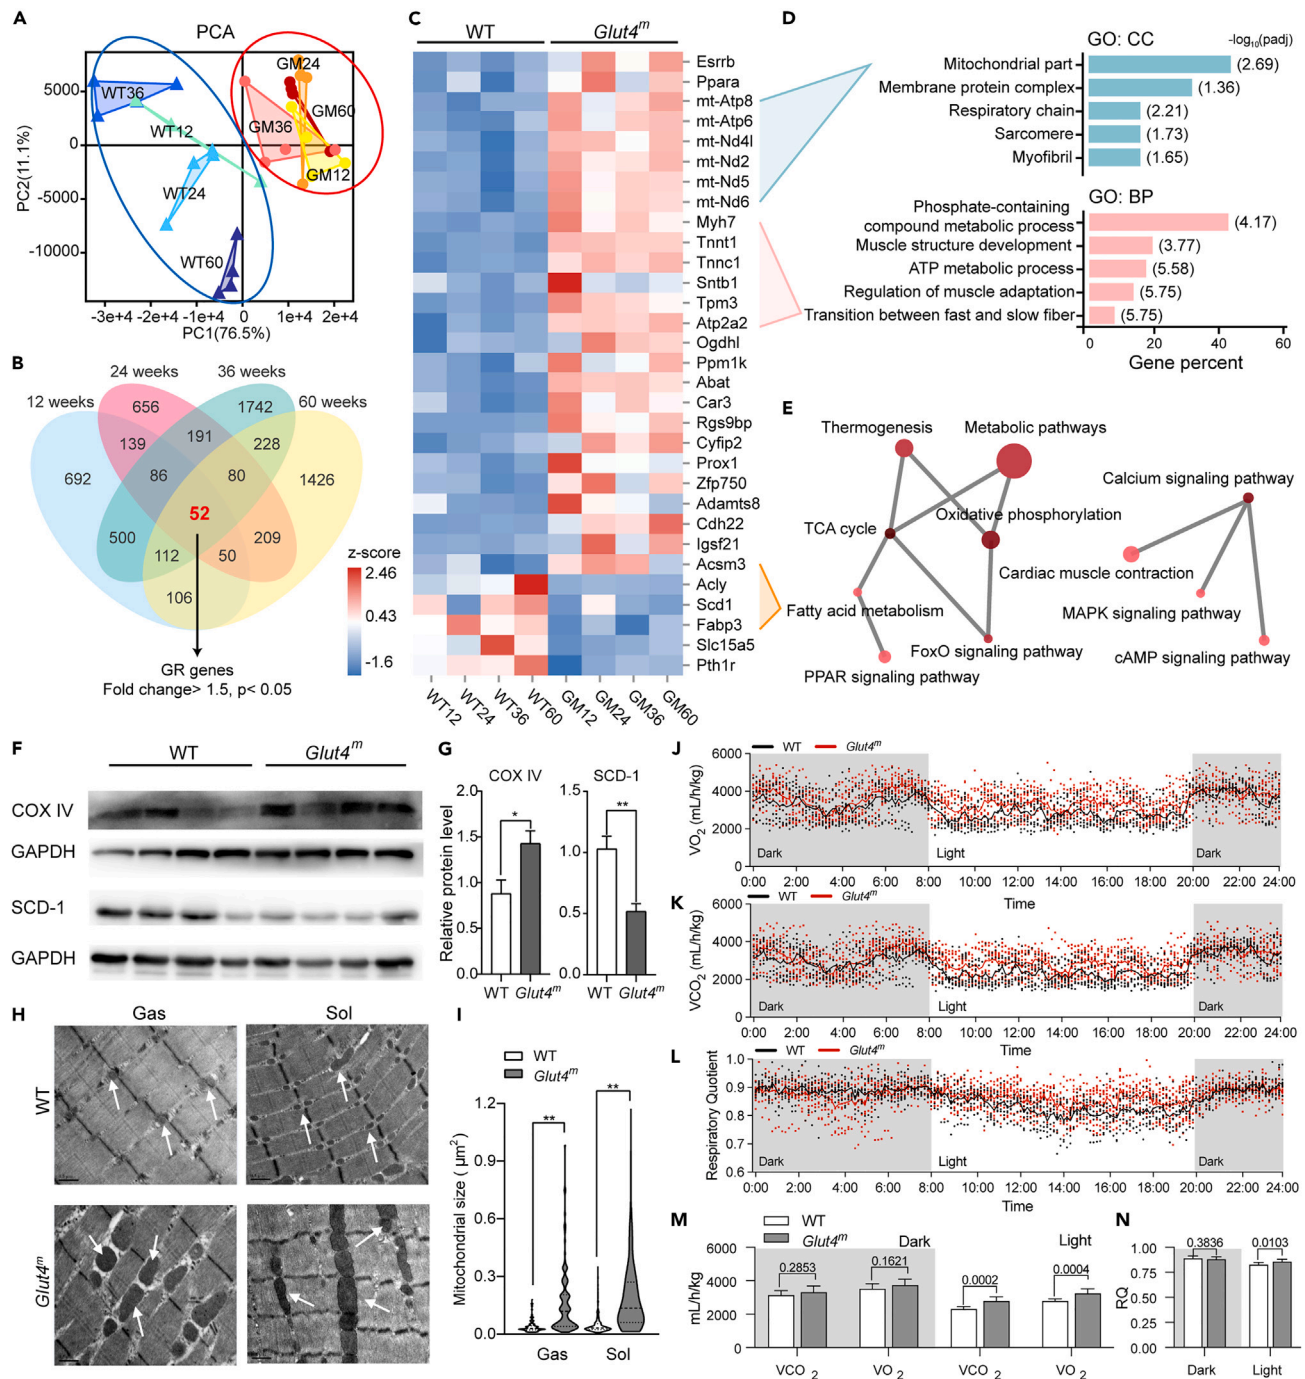 A
PCA
PC2(11.1%)
5000
0
-5000
-10000
WT36
WT12
WT24
WT60
GM24
GM60
GM36
GM12
-3e+4 -2e+4 -1e+4 0 1e+4 2e+4
PC1(76.5%)
B
24 weeks
36 weeks
12 weeks
60 weeks
656
1742
139
191
228
692
86
80
1426
52
500
209
112
50
106
GR genes
Fold change> 1.5, p< 0.05
z-score
2.46
0.43
-1.6
C
WT
Glut4m
Esrrb
Ppara
mt-Atp8
mt-Atp6
mt-Nd4l
mt-Nd2
mt-Nd5
mt-Nd6
Myh7
Tnnt1
Tnnc1
Sntb1
Tpm3
Atp2a2
Ogdhl
Ppm1k
Abat
Car3
Rgs9bp
Cyfip2
Prox1
Zfp750
Adamts8
Cdh22
Igsf21
Acsm3
Acly
Scd1
Fabp3
Slc15a5
Pth1r
WT12 WT24 WT36 WT60 GM12 GM24 GM36 GM60
D
GO: CC
-log10(padj)
Mitochondrial part (2.69)
Membrane protein complex (1.36)
Respiratory chain (2.21)
Sarcomere (1.73)
Myofibril (1.65)
GO: BP
Phosphate-containing
compound metabolic process (4.17)
Muscle structure development (3.77)
ATP metabolic process (5.58)
Regulation of muscle adaptation (5.75)
Transition between fast and slow fiber (5.75)
0 20 40 60
Gene percent
E
Thermogenesis
Metabolic pathways
Calcium signaling pathway
TCA cycle
Oxidative phosphorylation
Cardiac muscle contraction
Fatty acid metabolism
MAPK signaling pathway
FoxO signaling pathway
cAMP signaling pathway
PPAR signaling pathway
F
WT
Glut4m
COX IV
GAPDH
SCD-1
GAPDH
G
COX IV
SCD-1
Relative protein level
2.0
1.5
1.0
0.5
0.0
*
WT Glut4m
1.5
1.0
0.5
0.0
**
WT Glut4m
H
Gas
Sol
WT
Glut4m
I
WT
Glut4m
Mitochondrial size ( μm2)
1.2
0.9
0.6
0.3
0.0
**
**
Gas
Sol
J
WT
Glut4m
VO2 (mL/h/kg)
6000
4000
2000
0
Dark
Light
Dark
0:00 2:00 4:00 6:00 8:00 10:00 12:00 14:00 16:00 18:00 20:00 22:00 24:00
Time
K
WT
Glut4m
VCO2 (mL/h/kg)
6000
4000
2000
0
Dark
Light
Dark
0:00 2:00 4:00 6:00 8:00 10:00 12:00 14:00 16:00 18:00 20:00 22:00 24:00
Time
L
WT
Glut4m
Respiratory Quotient
1.0
0.9
0.8
0.7
0.6
Dark
Light
Dark
0:00 2:00 4:00 6:00 8:00 10:00 12:00 14:00 16:00 18:00 20:00 22:00 24:00
Time
M
WT
Glut4m
Dark
Light
mL/h/kg
6000
4000
2000
0
0.2853
0.1621
0.0002
0.0004
VCO 2
VO 2
VCO 2
VO 2
N
RQ
1.00
0.75
0.50
0.25
0.00
0.3836
0.0103
Dark
Light